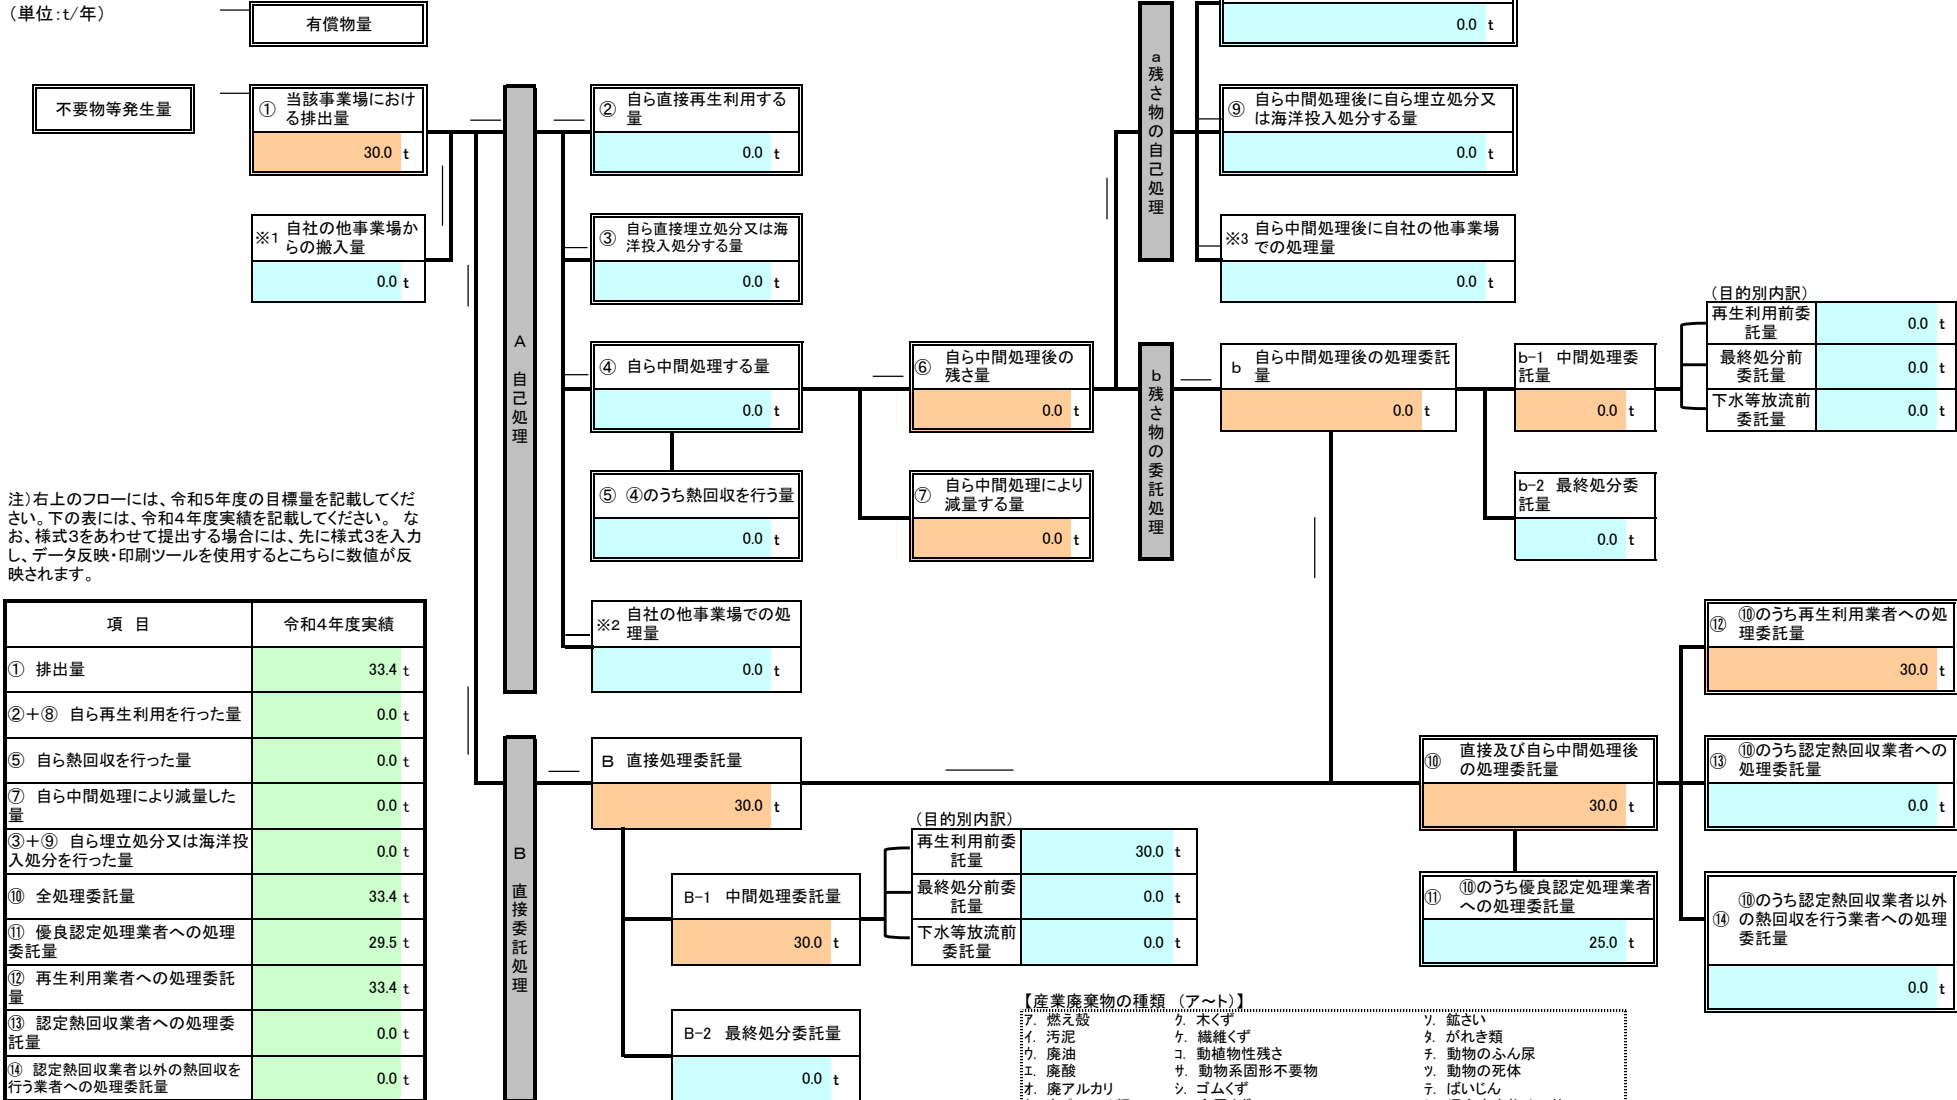 （単位：t/年）
有償物量
0.0 t
不要物等発生量
① 当該事業場におけ
る排出量
30.0 t
② 自ら直接再生利用する
量
0.0 t
a
残さ物の自己処理
⑨ 自ら中間処理後に自ら埋立処分又
は海洋投入処分する量
0.0 t
※1 自社の他事業場か
らの搬入量
0.0 t
③ 自ら直接埋立処分又は海
洋投入処分する量
0.0 t
※3 自ら中間処理後に自社の他事業場
での処理量
0.0 t
A 自己処理
④ 自ら中間処理する量
0.0 t
⑥ 自ら中間処理後の
残さ量
0.0 t
b残さ物の委託処理
b 自ら中間処理後の処理委託
量
0.0 t
b-1 中間処理委
託量
0.0 t
（目的別内訳）
再生利用前委
託量
0.0 t
最終処分前
委託量
0.0 t
下水等放流前
委託量
0.0 t
⑤ ④のうち熱回収を行う量
0.0 t
⑦ 自ら中間処理により
減量する量
0.0 t
b-2 最終処分委
託量
0.0 t
注）右上のフローには、令和5年度の目標量を記載してくだ
さい。下の表には、令和4年度実績を記載してください。 な
お、様式3をあわせて提出する場合には、先に様式3を入力
し、データ反映・印刷ツールを使用するとこちらに数値が反
映されます。
※2 自社の他事業場での処
理量
0.0 t
項 目 令和4年度実績
① 排出量 33.4 t
②＋⑧ 自ら再生利用を行った量 0.0 t
⑤ 自ら熱回収を行った量 0.0 t
⑦ 自ら中間処理により減量した
量 0.0 t
③＋⑨ 自ら埋立処分又は海洋投
入処分を行った量 0.0 t
⑩ 全処理委託量 33.4 t
⑪ 優良認定処理業者への処理
委託量 29.5 t
⑫ 再生利用業者への処理委託
量 33.4 t
⑬ 認定熱回収業者への処理委
託量 0.0 t
⑭ 認定熱回収業者以外の熱回収を
行う業者への処理委託量 0.0 t
B 直接委託処理
B 直接処理委託量
30.0 t
B-1 中間処理委託量
30.0 t
B-2 最終処分委託量
0.0 t
（目的別内訳）
再生利用前委
託量
30.0 t
最終処分前委
託量
0.0 t
下水等放流前
委託量
0.0 t
⑩ 直接及び自ら中間処理後
の処理委託量
30.0 t
⑪ ⑩のうち優良認定処理業者
への処理委託量
25.0 t
⑫ ⑩のうち再生利用業者への処
理委託量
30.0 t
⑬ ⑩のうち認定熱回収業者への
処理委託量
0.0 t
⑭ ⑩のうち認定熱回収業者以外
の熱回収を行う業者への処理
委託量
0.0 t
【産業廃棄物の種類 （ア～ト）】
ア. 燃え殻 ク. 木くず ソ. 鉱さい
イ. 汚泥 ケ. 繊維くず タ. がれき類
ウ. 廃油 コ. 動植物性残さ チ. 動物のふん尿
エ. 廃酸 サ. 動物系固形不要物 ツ. 動物の死体
オ. 廃アルカリ シ. ゴムくず テ. ばいじん